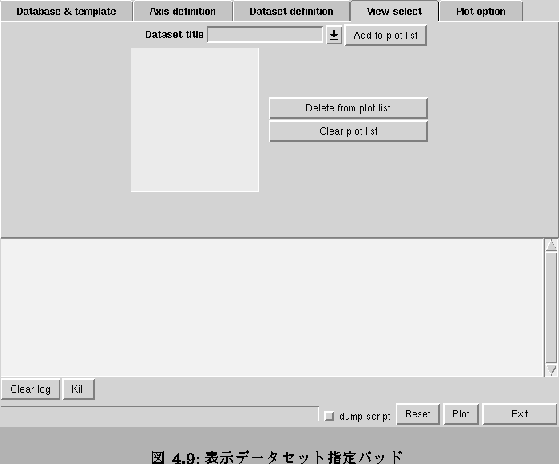 Database & template Axis definition Dataset definition View select Plot option
Dataset title Add to plot list
Delete from plot list
Clear plot list
Clear log Kill
dump script Reset Plot Exit
図 4.9: 表示データセット指定パッド